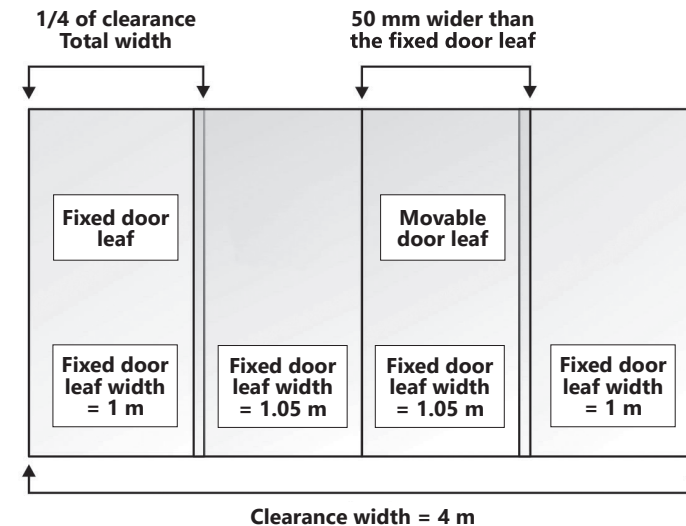 1/4 of clearance
Total width
50 mm wider than
the fixed door leaf
Fixed door
leaf
Movable
door leaf
Fixed door
leaf width
= 1 m
Fixed door
leaf width
= 1.05 m
Fixed door
leaf width
= 1.05 m
Fixed door
leaf width
= 1 m
Clearance width = 4 m